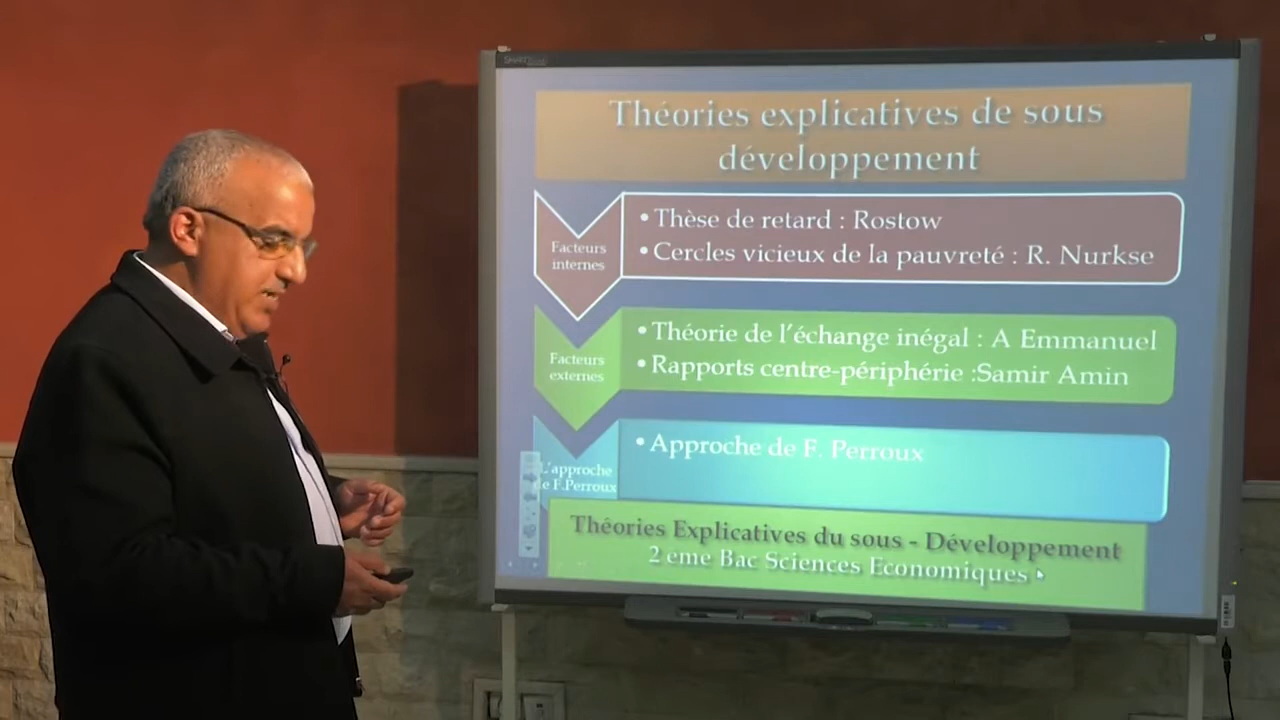 Théories explicatives de sous
développement
Facteurs
internes
• Thèse de retard : Rostow
• Cercles vicieux de la pauvreté : R. Nurkse
Facteurs
externes
• Théorie de l'échange inégal : A Emmanuel
• Rapports centre-périphérie :Samir Amin
L'approche
de F.Perroux
• Approche de F. Perroux
Théories Explicatives du sous - Développement
2 eme Bac Sciences Economiques